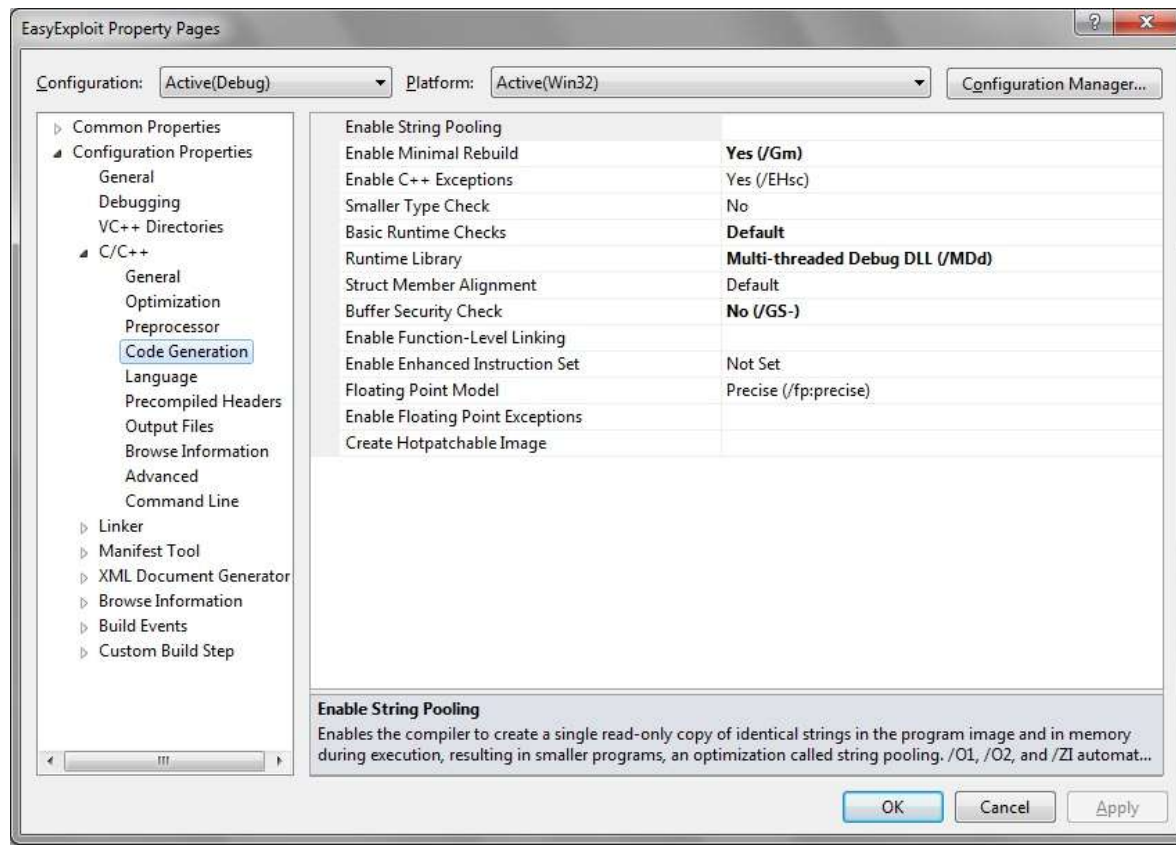 EasyExploit Property Pages
Configuration: Active(Debug) Platform: Active(Win32) Configuration Manager...
Common Properties
Configuration Properties
General
Debugging
VC++ Directories
C/C++
General
Optimization
Preprocessor
Code Generation
Language
Precompiled Headers
Output Files
Browse Information
Advanced
Command Line
Linker
Manifest Tool
XML Document Generator
Browse Information
Build Events
Custom Build Step
Enable String Pooling
Enable Minimal Rebuild Yes (/Gm)
Enable C++ Exceptions Yes (/EHsc)
Smaller Type Check No
Basic Runtime Checks Default
Runtime Library Multi-threaded Debug DLL (/MDd)
Struct Member Alignment Default
Buffer Security Check No (/GS-)
Enable Function-Level Linking
Enable Enhanced Instruction Set Not Set
Floating Point Model Precise (/fp:precise)
Enable Floating Point Exceptions
Create Hotpatchable Image
Enable String Pooling
Enables the compiler to create a single read-only copy of identical strings in the program image and in memory
during execution, resulting in smaller programs, an optimization called string pooling. /O1, /O2, and /ZI automat...
OK Cancel Apply